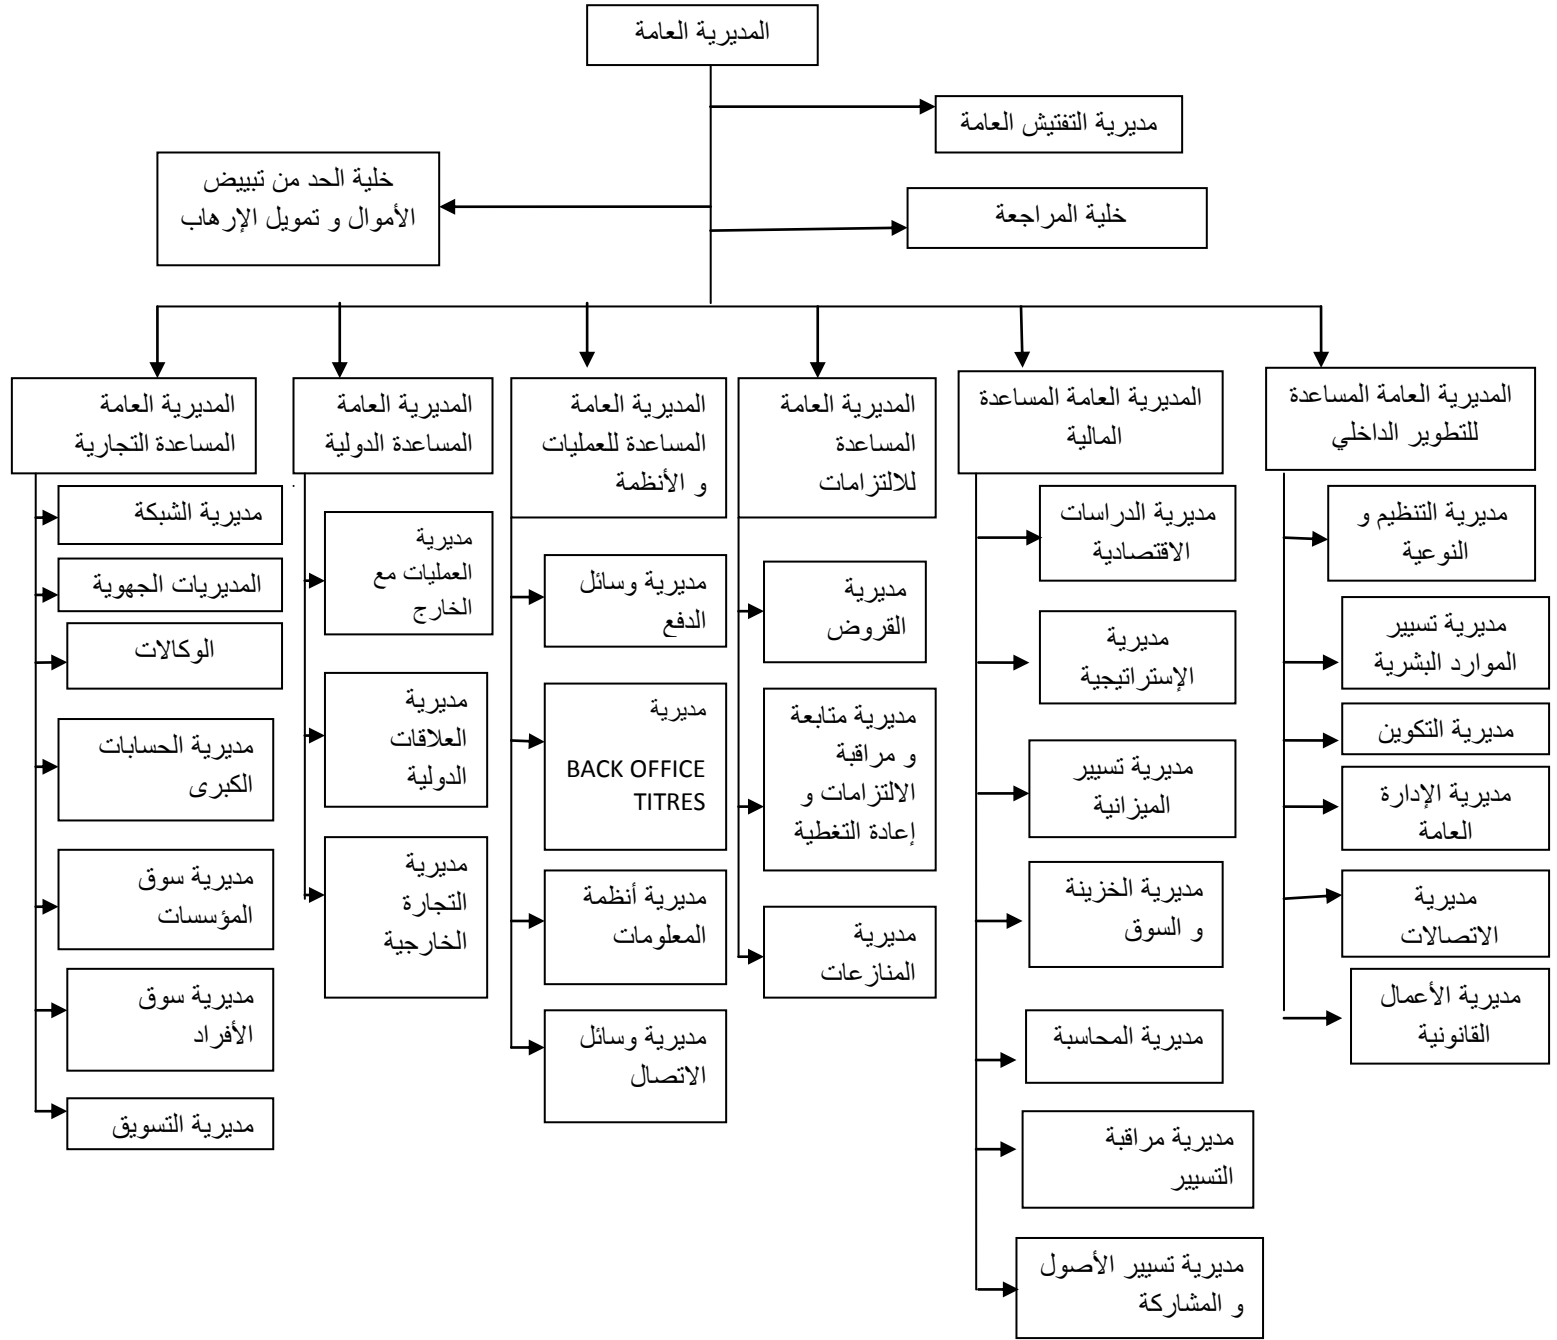 المديرية العامة
مديرية التفتيش العامة
خلية الحد من تبييض
الأموال و تمويل الإرهاب
خلية المراجعة
المديرية العامة المساعدة
للتطوير الداخلي
مديرية التنظيم و
النوعية
مديرية تسيير
الموارد البشرية
مديرية التكوين
مديرية الإدارة
العامة
مديرية
الاتصالات
مديرية الأعمال
القانونية
المديرية العامة المساعدة
المالية
مديرية الدراسات
الاقتصادية
مديرية
الإستراتيجية
مديرية تسيير
الميزانية
مديرية الخزينة
و السوق
مديرية المحاسبة
مديرية مراقبة
التسيير
مديرية تسيير الأصول
و المشاركة
المديرية العامة
المساعدة
للالتزامات
مديرية
القروض
مديرية متابعة
و مراقبة
الالتزامات و
إعادة التغطية
مديرية
المنازعات
المديرية العامة
المساعدة للعمليات
و الأنظمة
مديرية وسائل
الدفع
مديرية
BACK OFFICE
TITRES
مديرية أنظمة
المعلومات
مديرية وسائل
الاتصال
المديرية العامة
المساعدة الدولية
مديرية
العمليات مع
الخارج
مديرية
العلاقات
الدولية
مديرية
التجارة
الخارجية
المديرية العامة
المساعدة التجارية
مديرية الشبكة
المديريات الجهوية
الوكالات
مديرية الحسابات
الكبرى
مديرية سوق
المؤسسات
مديرية سوق
الأفراد
مديرية التسويق